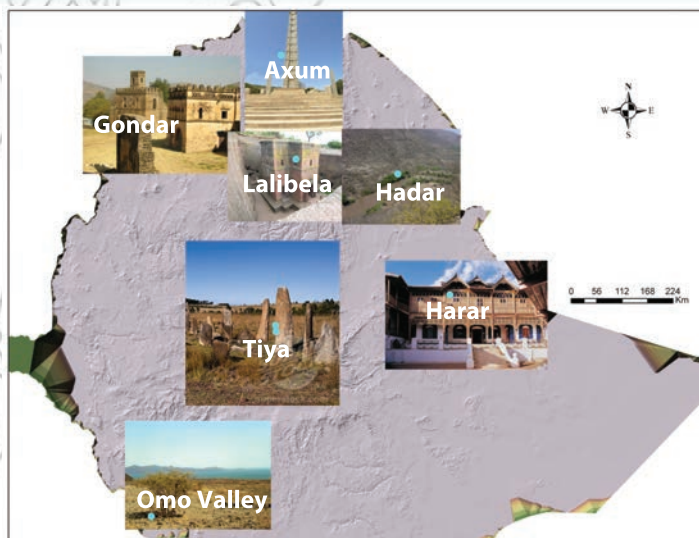 Axum
N
Gondar
W E
S
Lalibela
Hadar
0 56 112 168 224
Km
Harar
Tiya
Omo Valley